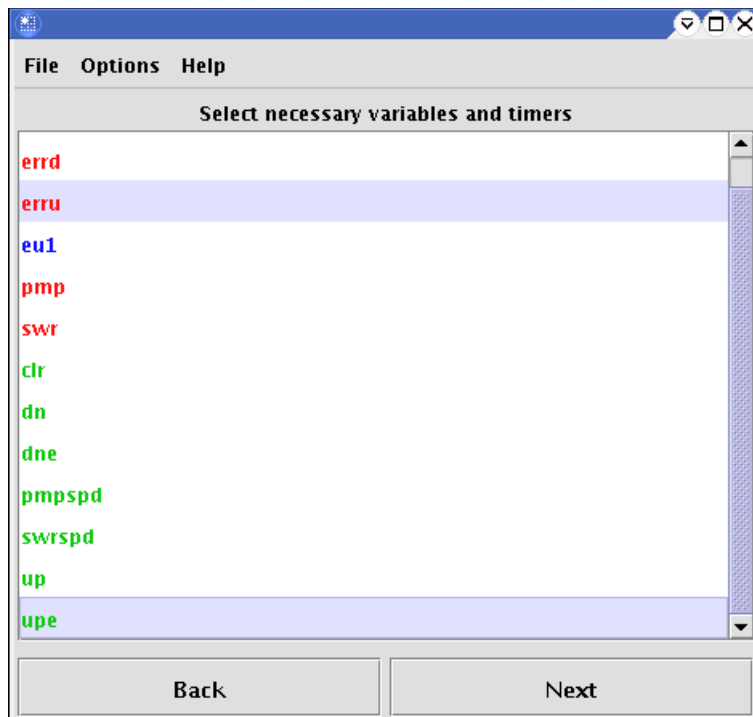 File Options Help
Select necessary variables and timers
errd
erru
eu1
pmp
swr
clr
dn
dne
pmpspd
swrspd
up
upe
Back Next